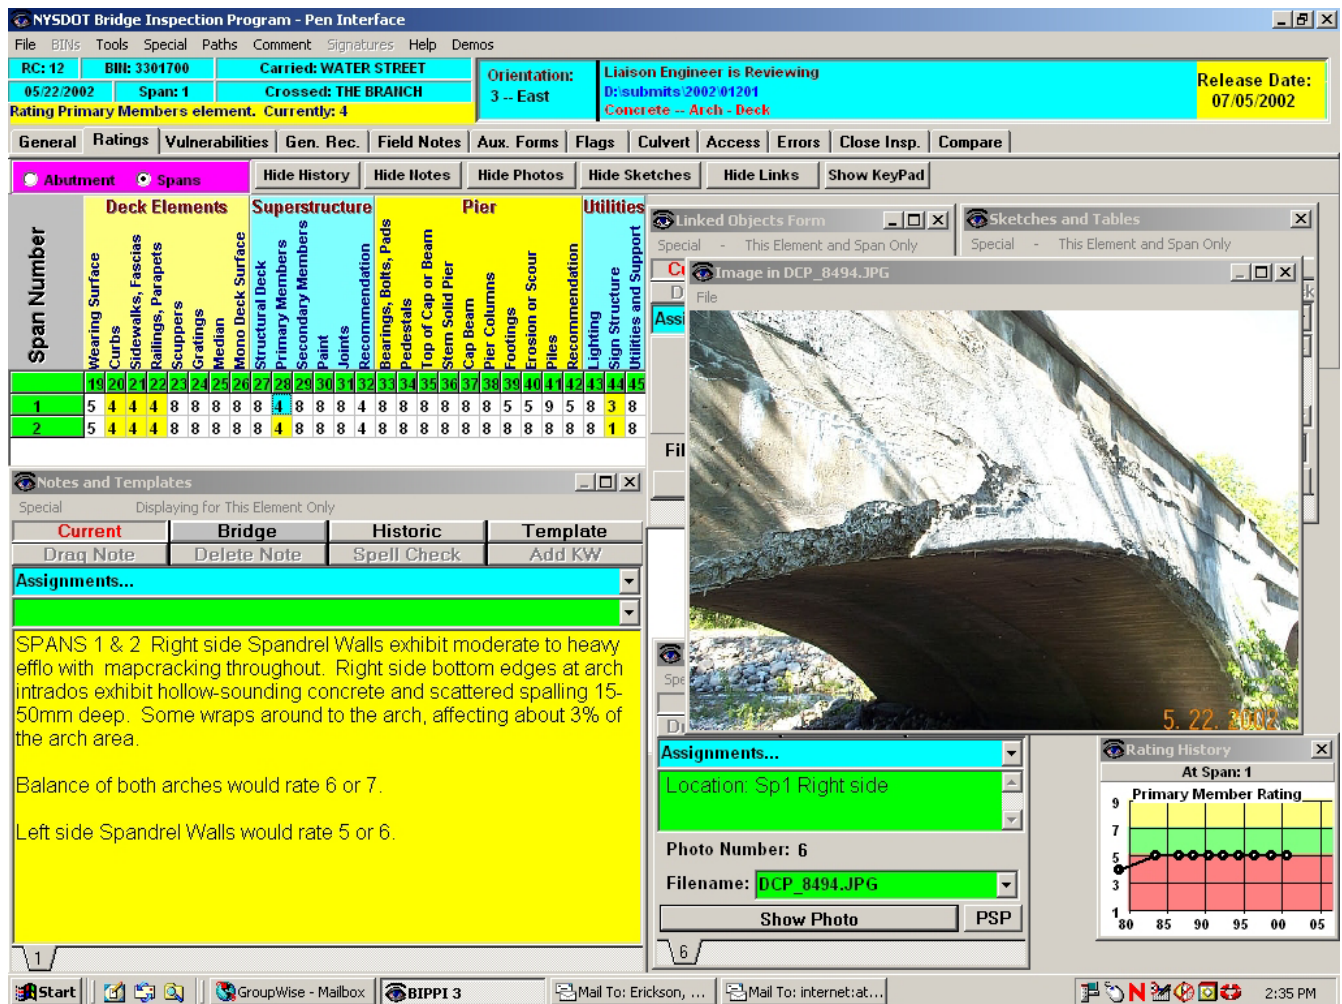 NYSDOT Bridge Inspection Program - Pen Interface
File BINs Tools Special Paths Comment Signatures Help Demos
RC: 12 BIN: 3301700 Carried: WATER STREET
05/22/2002 Span: 1 Crossed: THE BRANCH
Rating Primary Members element. Currently: 4
Orientation:
3 -- East
Liaison Engineer is Reviewing
D:\submits\2002\01201
Concrete -- Arch - Deck
Release Date:
07/05/2002
General Ratings Vulnerabilities Gen. Rec. Field Notes Aux. Forms Flags Culvert Access Errors Close Insp. Compare
Abutment Spans Hide History Hide Notes Hide Photos Hide Sketches Hide Links Show KeyPad
Span Number
Deck Elements Superstructure Pier Utilities
Wearing Surface
Curbs
Sidewalks, Fascias
Railings, Parapets
Scuppers
Gratings
Median
Mono Deck Surface
Structural Deck
Primary Members
Secondary Members
Paint
Joints
Recommendation
Bearings, Bolts, Pads
Pedestals
Top of Cap or Beam
Stem Solid Pier
Cap Beam
Pier Columns
Footings
Erosion or Scour
Piles
Recommendation
Lighting
Sign Structure
Utilities and Support
19 20 21 22 23 24 25 26 27 28 29 30 31 32 33 34 35 36 37 38 39 40 41 42 43 44 45
1 5 4 4 4 8 8 8 8 8 4 8 8 8 4 8 8 8 8 8 8 5 5 9 5 8 3 8
2 5 4 4 4 8 8 8 8 8 4 8 8 8 4 8 8 8 8 8 8 8 8 8 8 8 1 8
Linked Objects Form
Special - This Element and Span Only
Sketches and Tables
Special - This Element and Span Only
Image in DCP_8494.JPG
File
5. 22. 2002
Notes and Templates
Special Displaying for This Element Only
Current Bridge Historic Template
Drag Note Delete Note Spell Check Add KW
Assignments...
SPANS 1 & 2 Right side Spandrel Walls exhibit moderate to heavy
efflo with mapcracking throughout. Right side bottom edges at arch
intrados exhibit hollow-sounding concrete and scattered spalling 15-
50mm deep. Some wraps around to the arch, affecting about 3% of
the arch area.
Balance of both arches would rate 6 or 7.
Left side Spandrel Walls would rate 5 or 6.
1
Assignments...
Location: Sp1 Right side
Photo Number: 6
Filename: DCP_8494.JPG
Show Photo PSP
6
Rating History
At Span: 1
Primary Member Rating
9
7
5
3
1
80 85 90 95 00 05
Start GroupWise - Mailbox BIPPI 3 Mail To: Erickson, ... Mail To: internet:at... 2:35 PM